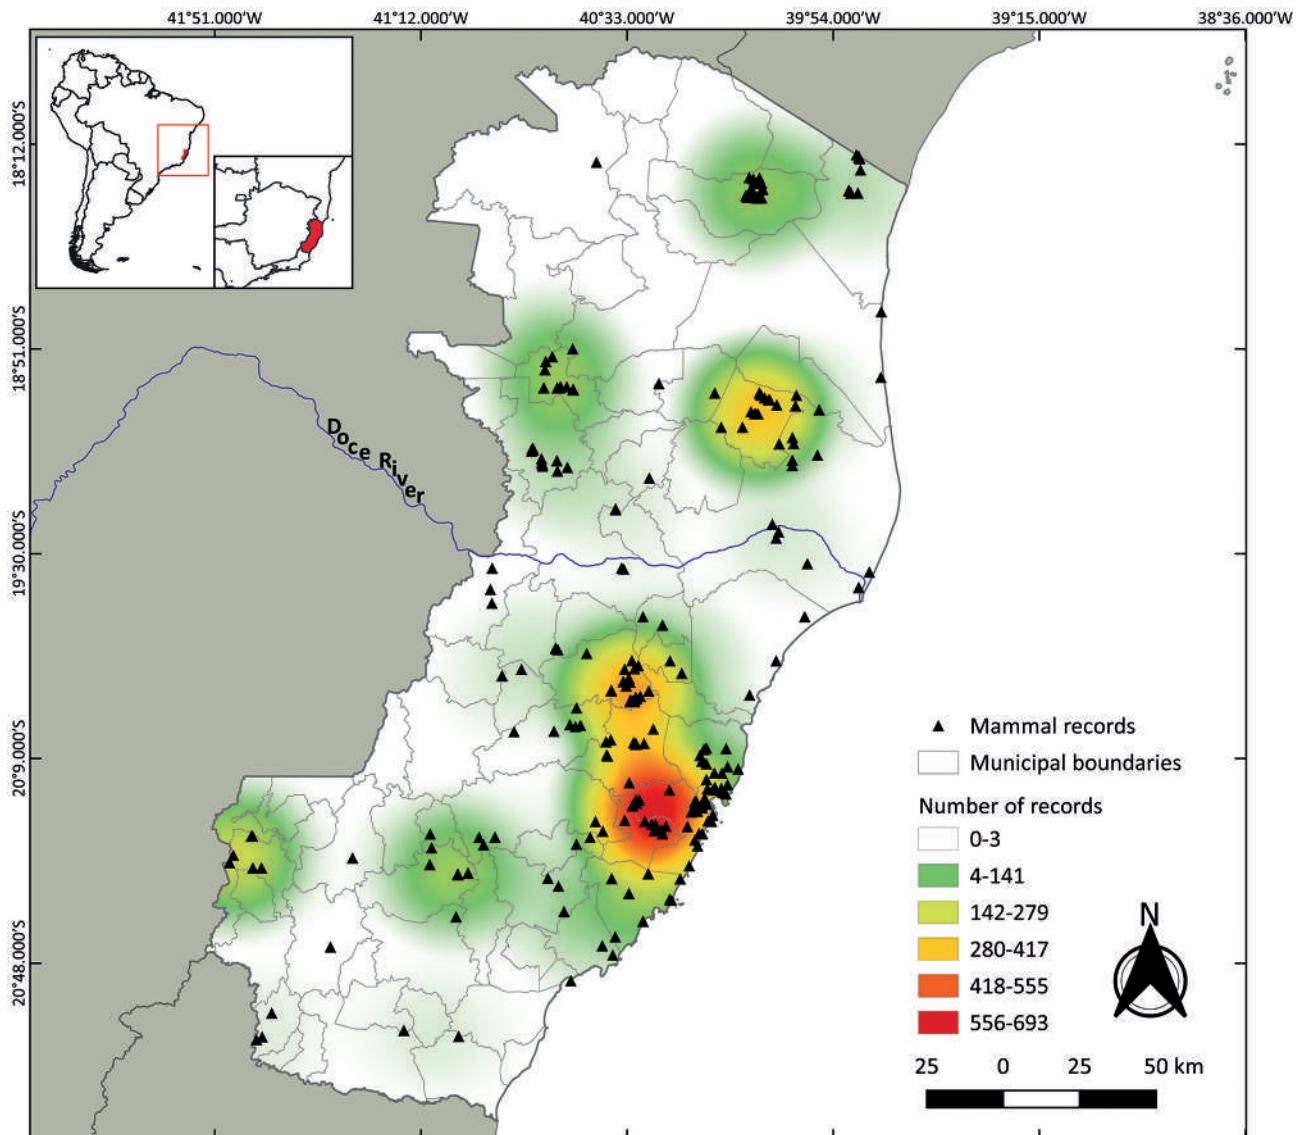 41°51.000'W 41°12.000'W 40°33.000'W 39°54.000'W 39°15.000'W 38°36.000'W
18°12.000'S
18°51.000'S
19°30.000'S
20°9.000'S
20°48.000'S
Doce River
Mammal records
Municipal boundaries
Number of records
0-3
4-141
142-279
280-417
418-555
556-693
N
25 0 25 50 km